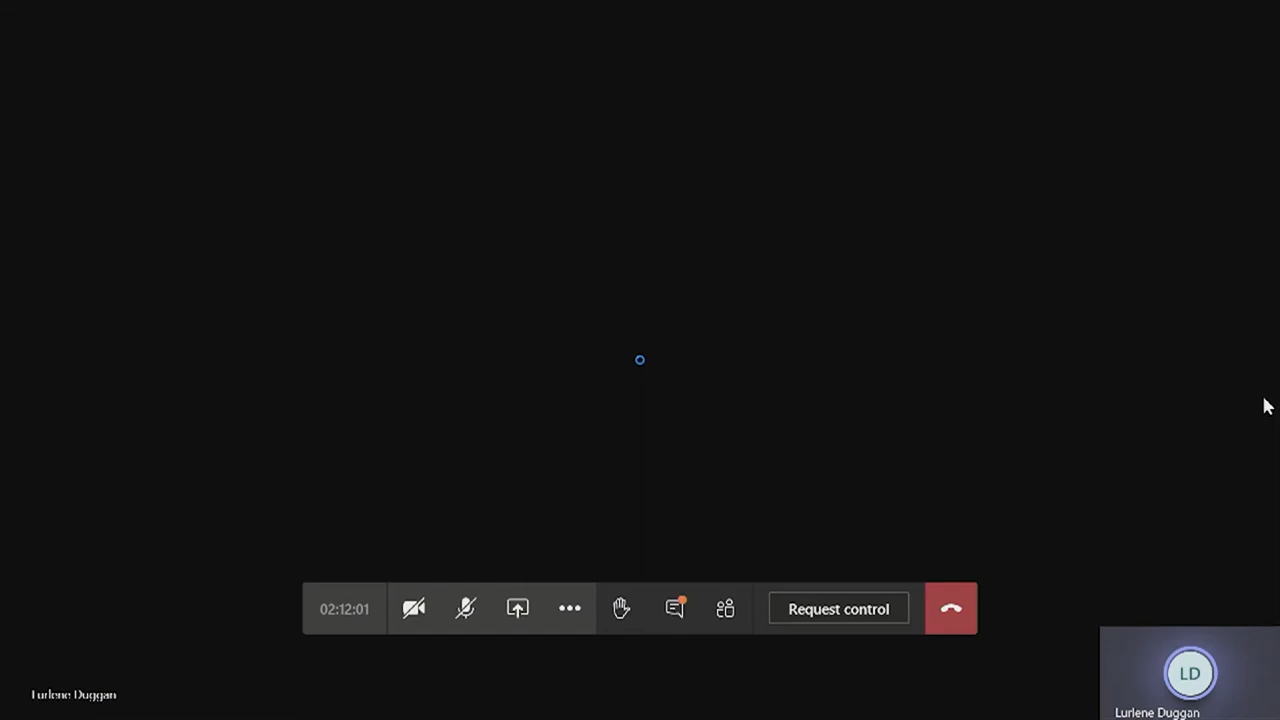 02:12:01
Request control
LD
Lurlene Duggan
Lurlene Duggan